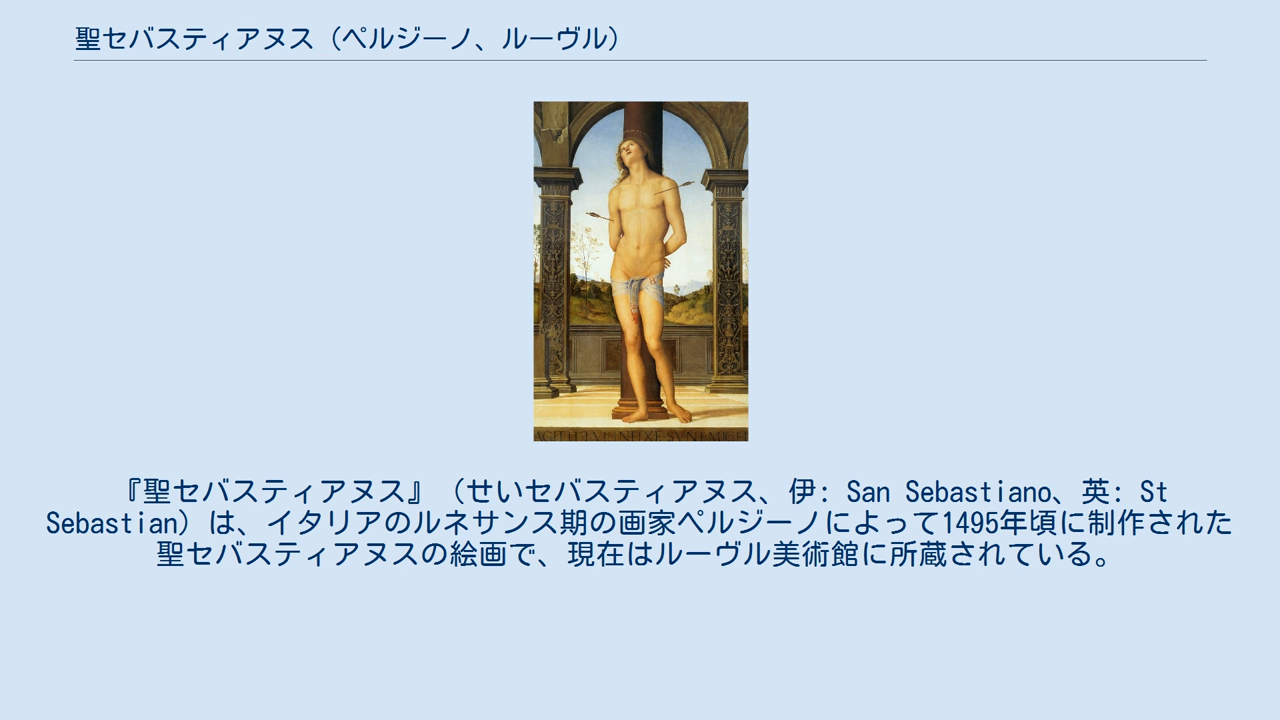 聖セバスティアヌス（ペルジーノ、ルーヴル）
『聖セバスティアヌス』（せいセバスティアヌス、伊: San Sebastiano、英: St
Sebastian）は、イタリアのルネサンス期の画家ペルジーノによって1495年頃に制作された
聖セバスティアヌスの絵画で、現在はルーヴル美術館に所蔵されている。